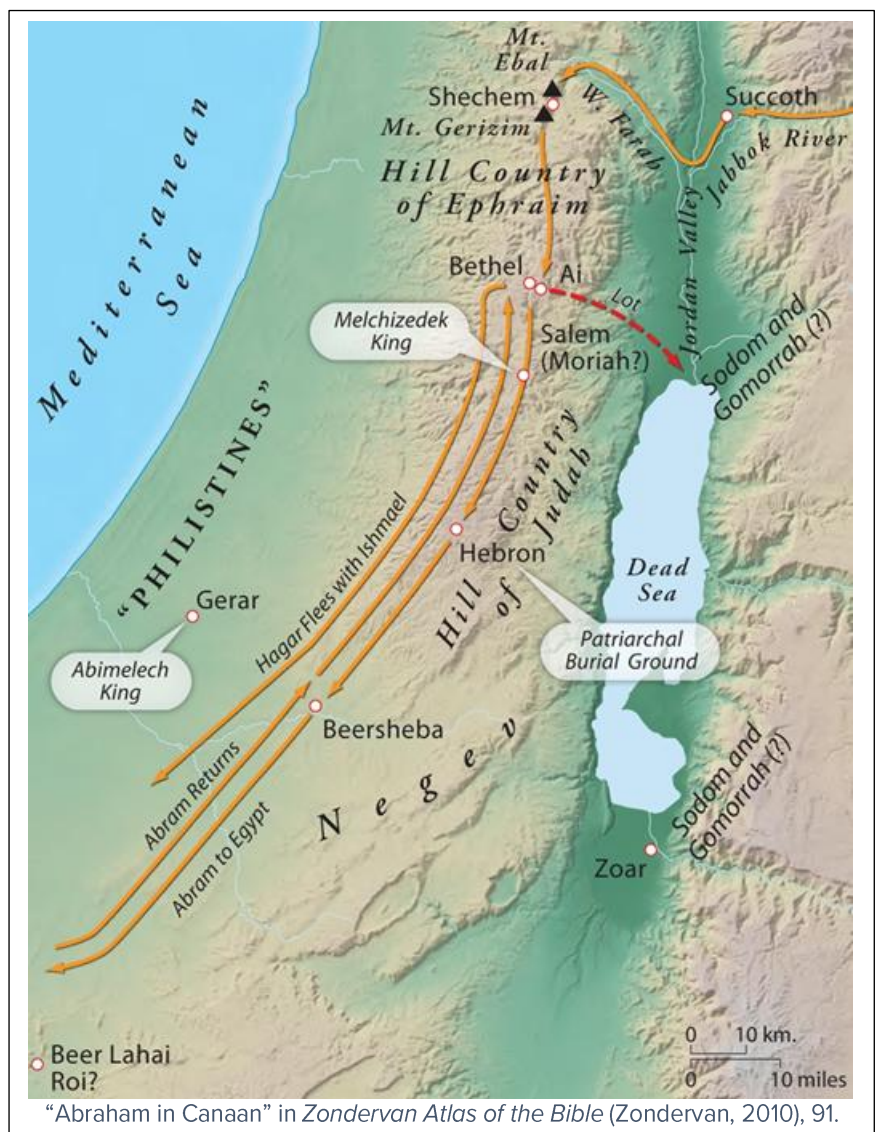 Mt.
Ebal
Shechem
Mt. Gerizim
W. Farah
Succoth
Jabbok River
Hill Country
of Ephraim
Mediterranean
Sea
Jordan Valley
Bethel
Ai
Lot
Melchizedek
King
Salem
(Moriah?)
Sodom and
Gomorrah (?)
"PHILISTINES"
Hill Country
of Judah
Hagar Flees with Ishmael
Hebron
Dead
Sea
Gerar
Abimelech
King
Patriarchal
Burial Ground
Beersheba
Abram Returns
Abram to Egypt
Negev
Sodom and
Gomorrah (?)
Zoar
Beer Lahai
Roi?
0 10 km.
0 10 miles
"Abraham in Canaan" in Zondervan Atlas of the Bible (Zondervan, 2010), 91.